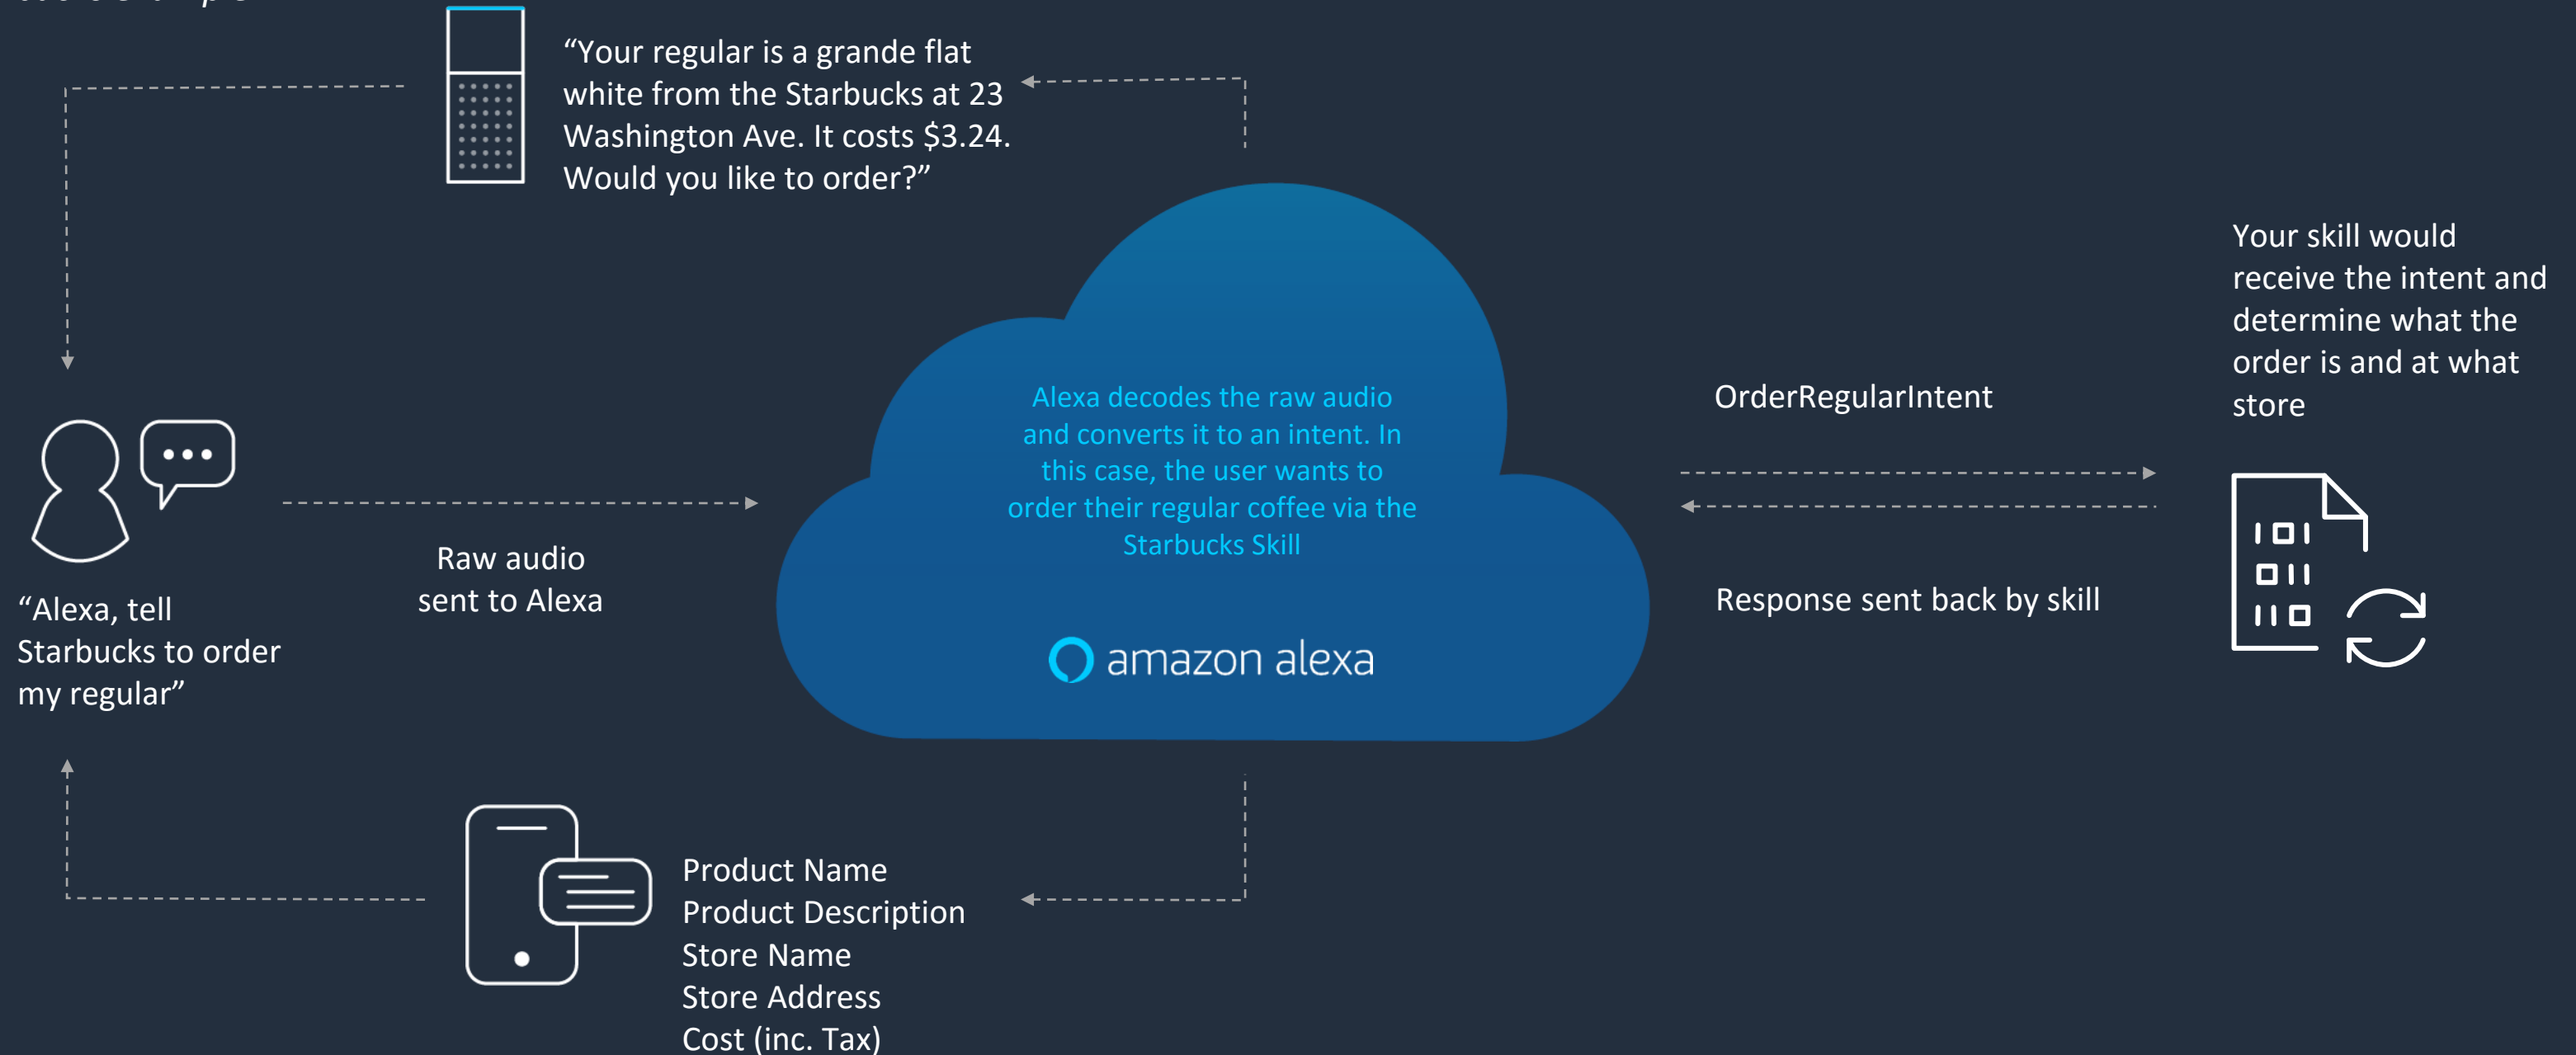 “Your regular is a grande flat
white from the Starbucks at 23
Washington Ave. It costs $3.24.
Would you like to order?”
Your skill would
receive the intent and
determine what the
order is and at what
store
Alexa decodes the raw audio
and converts it to an intent. In
this case, the user wants to
order their regular coffee via the
Starbucks Skill
amazon alexa
OrderRegularIntent
Response sent back by skill
Raw audio
sent to Alexa
“Alexa, tell
Starbucks to order
my regular”
Product Name
Product Description
Store Name
Store Address
Cost (inc. Tax)